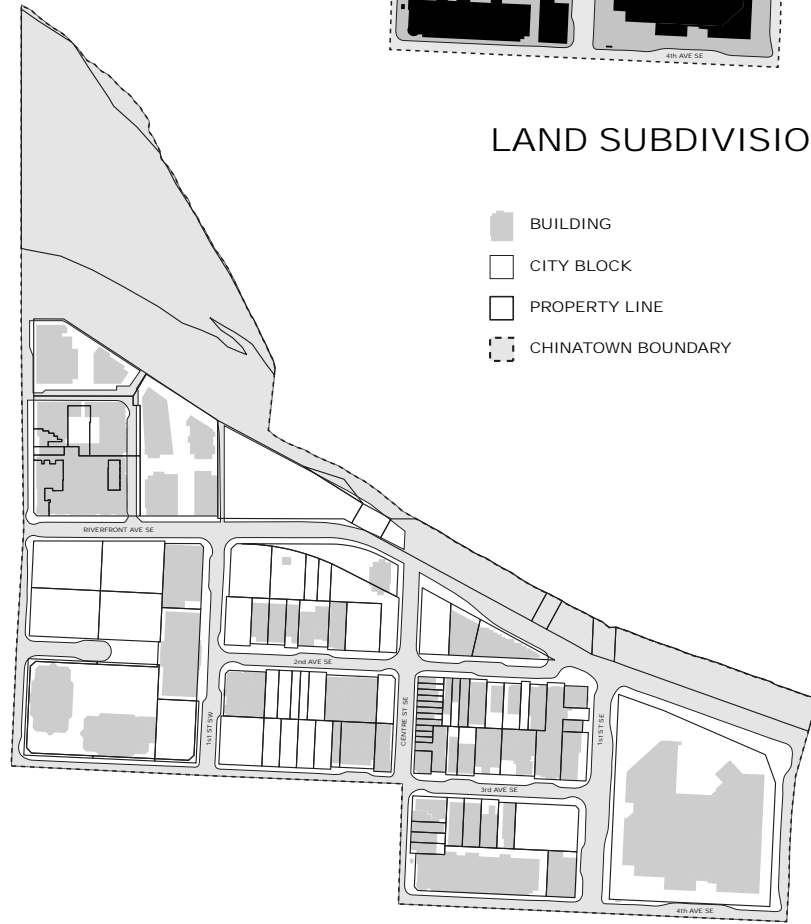 4th AVE SE
LAND SUBDIVISIO
BUILDING
CITY BLOCK
PROPERTY LINE
CHINATOWN BOUNDARY
RIVERFRONT AVE SE
2nd AVE SE
1st ST SW
CENTRE ST SE
1st ST SE
3rd AVE SE
4th AVE SE